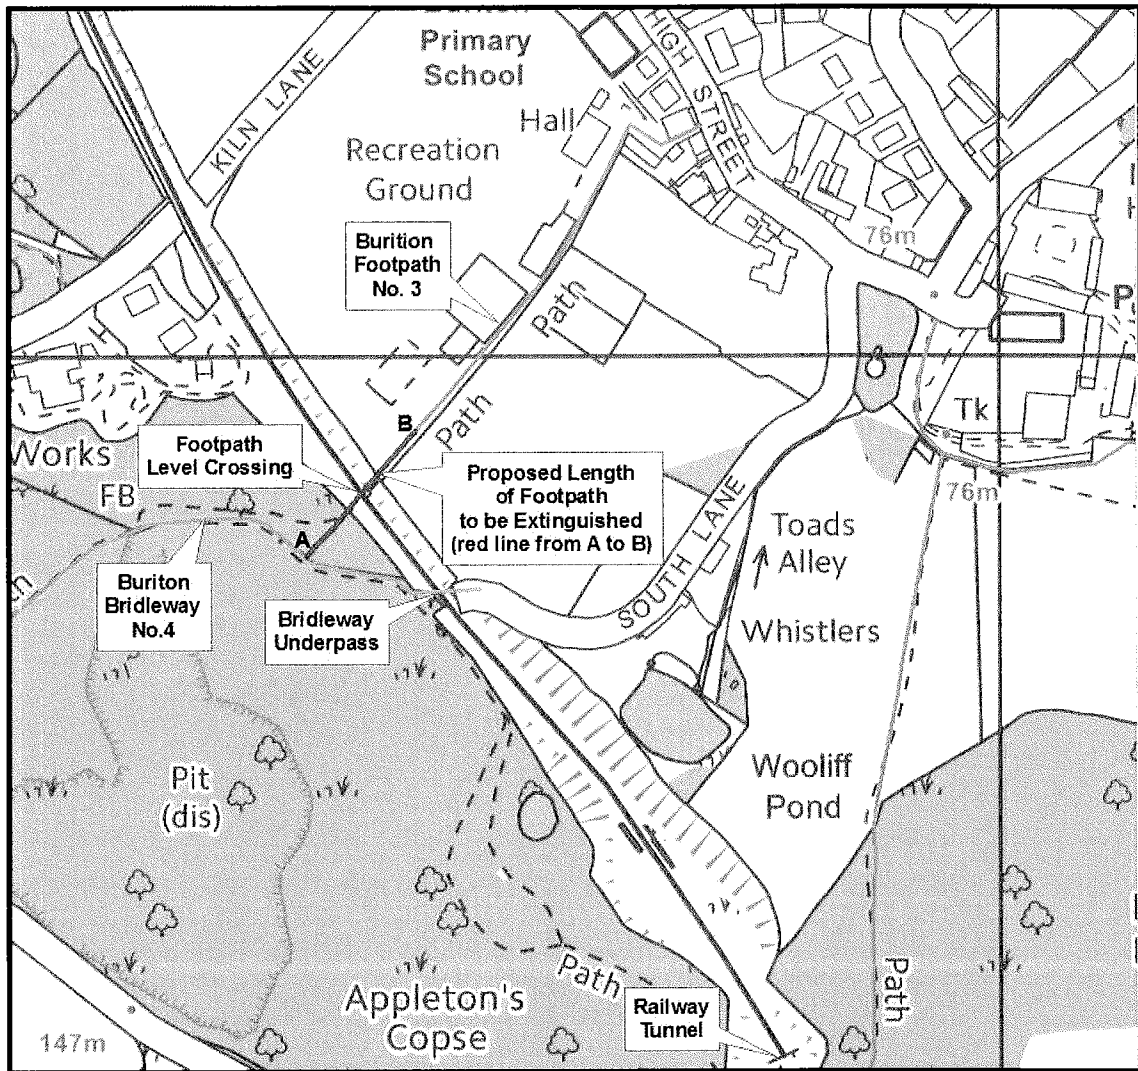 Primary
School
HIGH STREET
KILN LANE
Hall
Recreation
Ground
76m
Burition
Footpath
No. 3
Path
Path
B
Tk
Works
Footpath
Level Crossing
Proposed Length
of Footpath
to be Extinguished
(red line from A to B)
76m
FB
A
Toads
Alley
Buriton
Bridleway
No.4
Bridleway
Underpass
SOUTH LANE
Whistlers
Pit
(dis)
Wooliff
Pond
Path
Path
Appleton's
Copse
Railway
Tunnel
147m